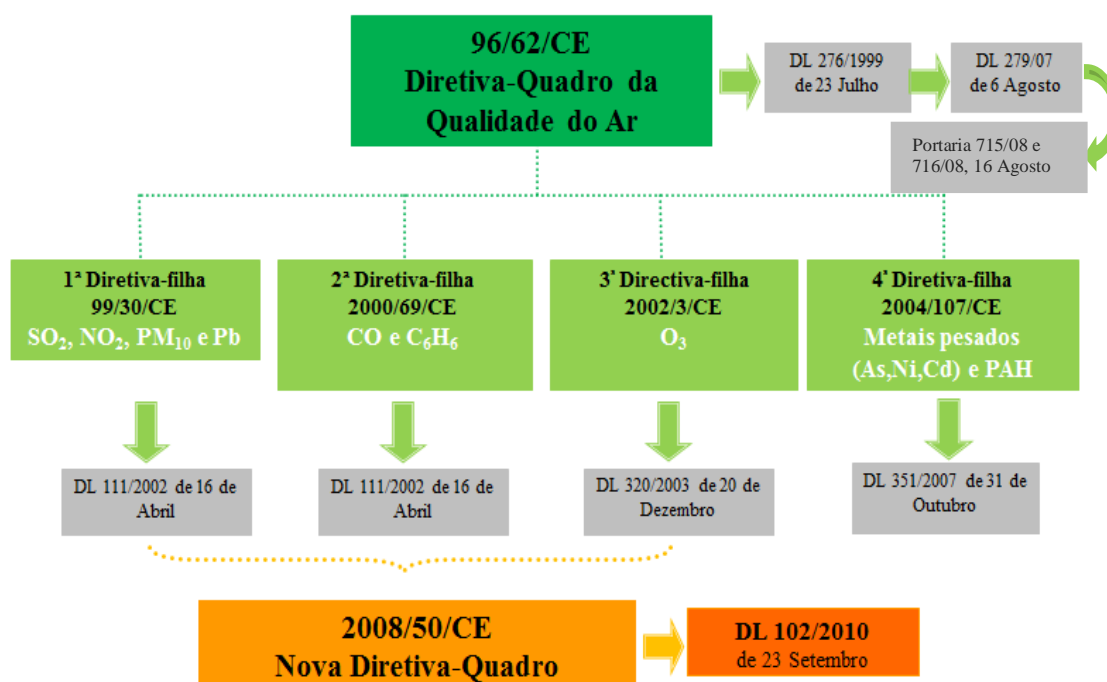 96/62/CE
Diretiva-Quadro da
Qualidade do Ar
DL 276/1999
de 23 Julho
DL 279/07
de 6 Agosto
Portaria 715/08 e
716/08, 16 Agosto
1ª Diretiva-filha
99/30/CE
SO₂, NO₂, PM₁₀ e Pb
2ª Diretiva-filha
2000/69/CE
CO e C₆H₆
3ª Directiva-filha
2002/3/CE
O₃
4ª Diretiva-filha
2004/107/CE
Metais pesados
(As,Ni,Cd) e PAH
DL 111/2002 de 16 de
Abril
DL 111/2002 de 16 de
Abril
DL 320/2003 de 20 de
Dezembro
DL 351/2007 de 31 de
Outubro
2008/50/CE
Nova Diretiva-Quadro
DL 102/2010
de 23 Setembro